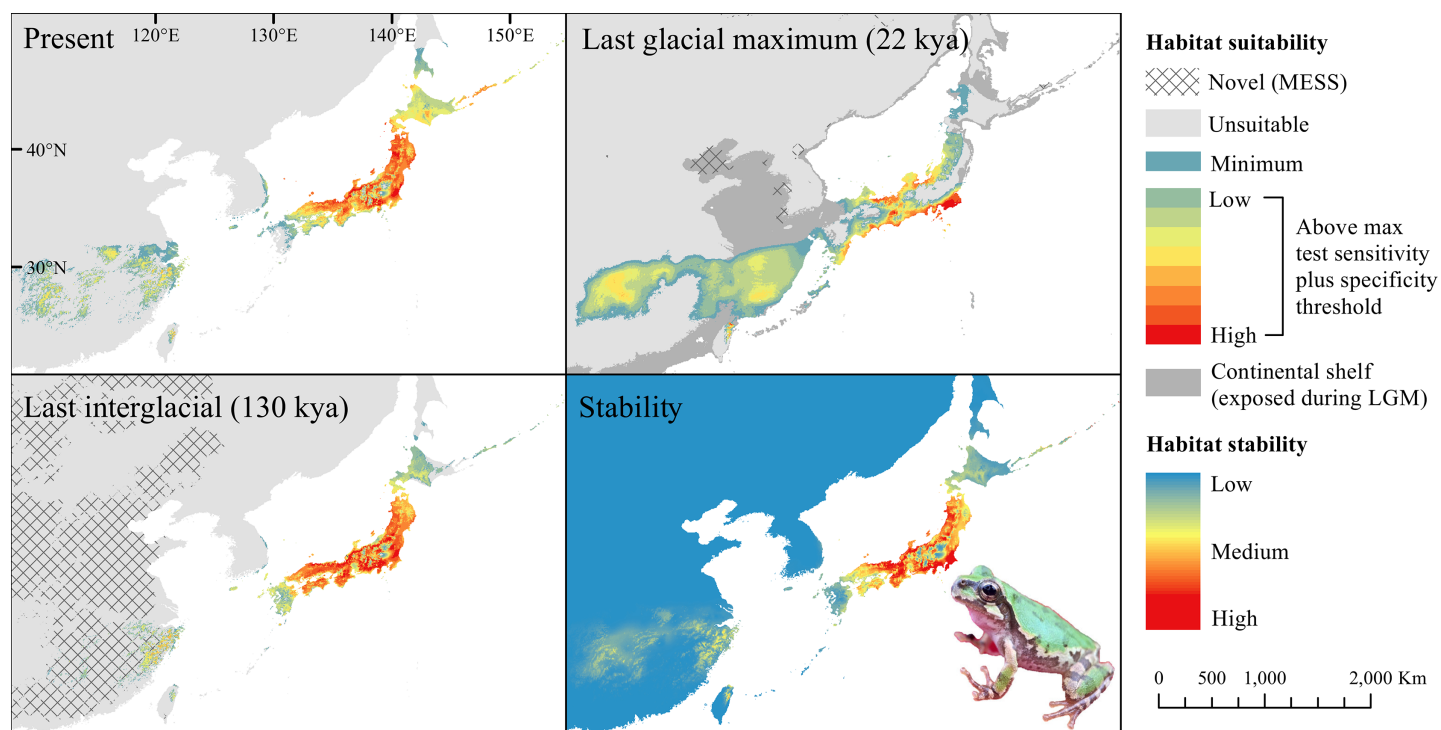 Present
120°E
130°E
140°E
150°E
40°N
30°N
Last glacial maximum (22 kya)
Last interglacial (130 kya)
Stability
Habitat suitability
Novel (MESS)
Unsuitable
Minimum
Low
High
Above max
test sensitivity
plus specificity
threshold
Continental shelf
(exposed during LGM)
Habitat stability
Low
Medium
High
0 500 1,000 2,000 Km